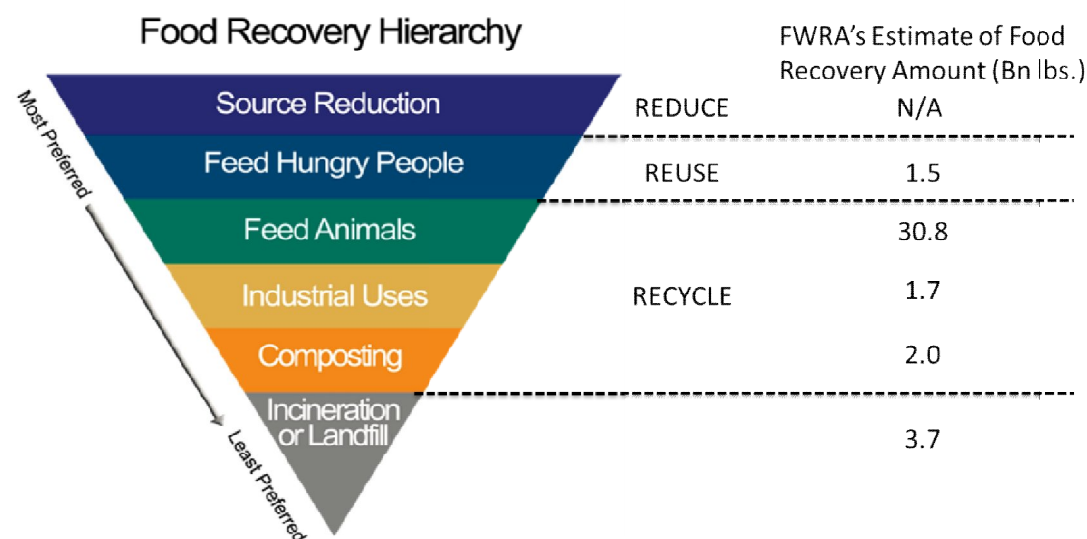 Food Recovery Hierarchy
FWRA's Estimate of Food
Recovery Amount (Bn lbs.)
Most Preferred
Least Preferred
Source Reduction
REDUCE
N/A
Feed Hungry People
REUSE
1.5
Feed Animals
30.8
Industrial Uses
RECYCLE
1.7
Composting
2.0
Incineration
or Landfill
3.7